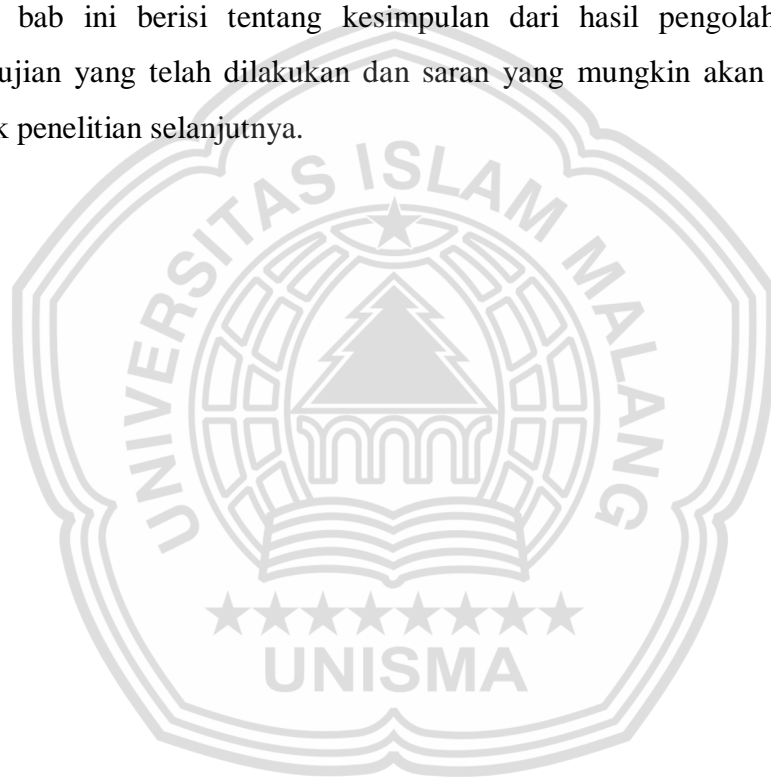 bab ini berisi tentang kesimpulan dari hasil pengolah
ujian yang telah dilakukan dan saran yang mungkin akan
k penelitian selanjutnya.
UNIVERSITAS ISLAM MALANG
UNISMA